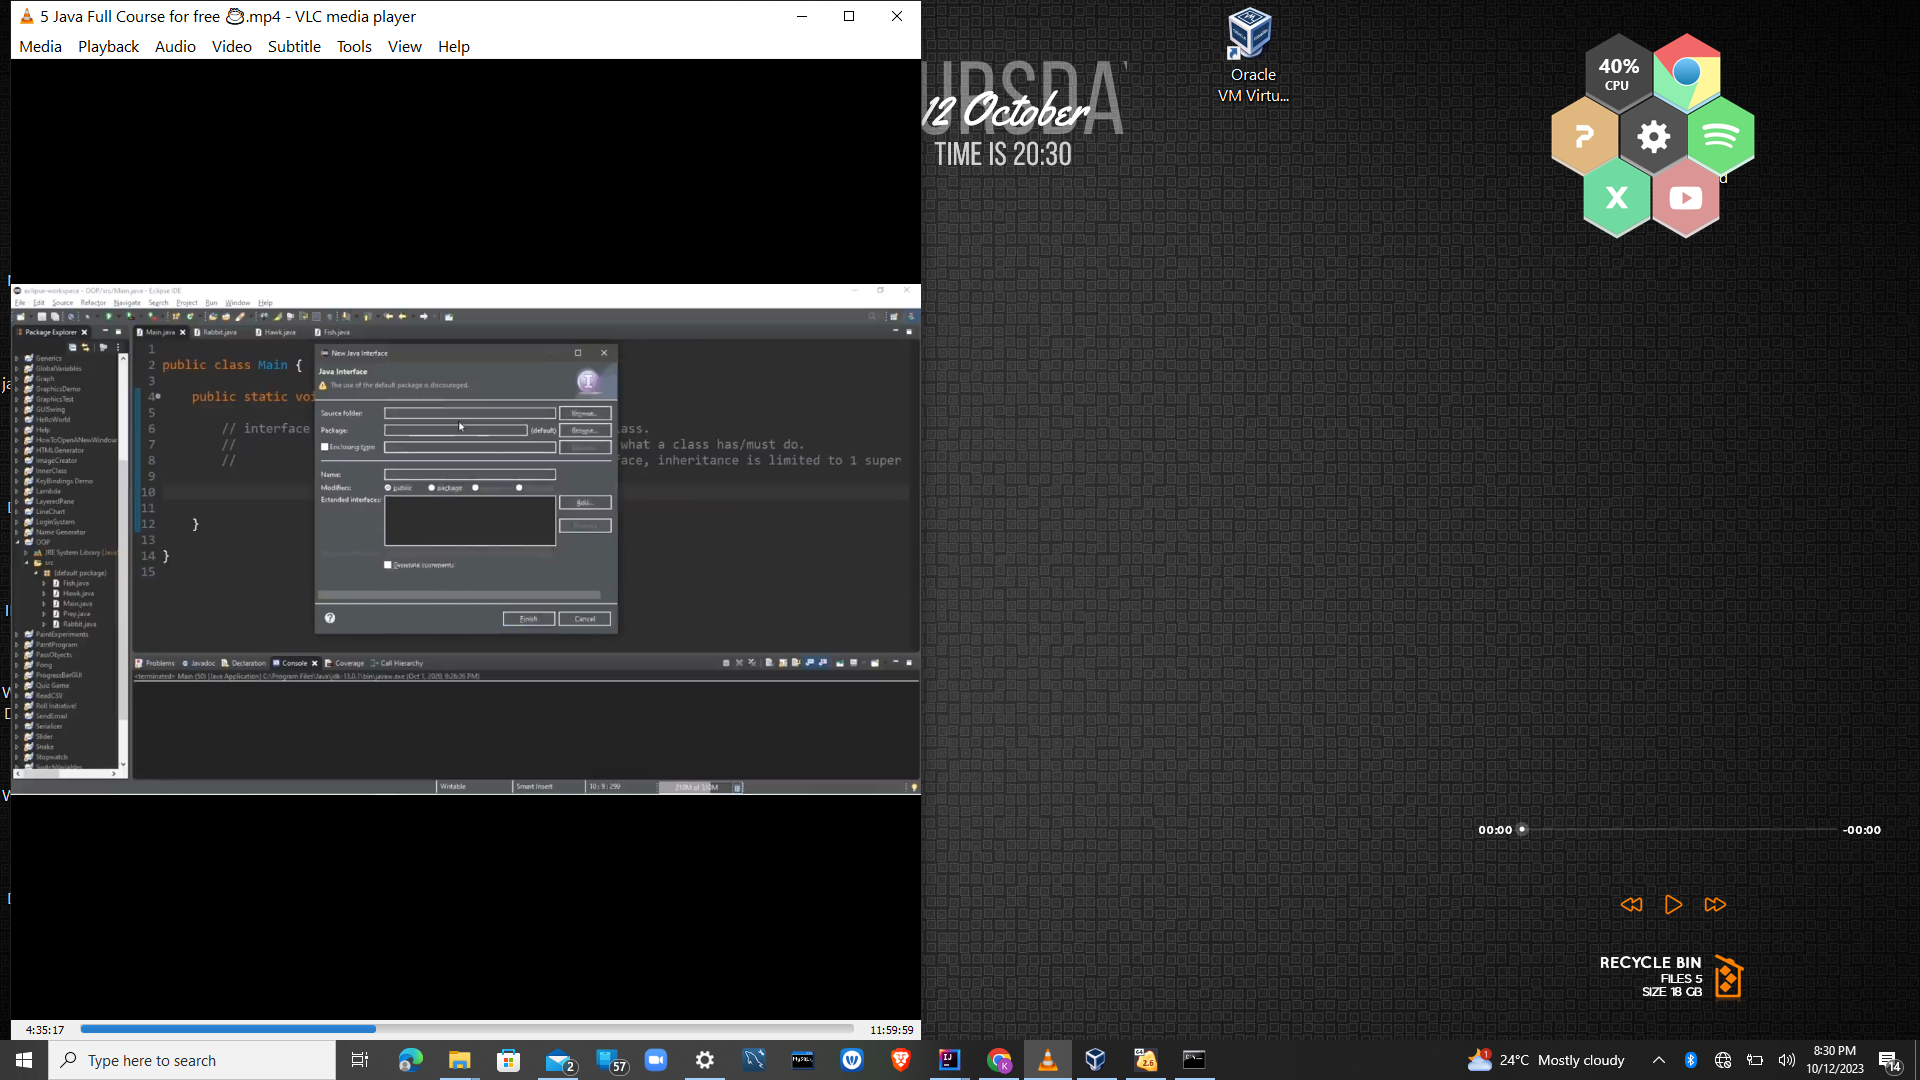 5 Java Full Course for free ☕.mp4 - VLC media player
Media Playback Audio Video Subtitle Tools View Help
eclipse-workspace - OOP/src/Main.java - Eclipse IDE
File Edit Source Refactor Navigate Search Project Run Window Help
Package Explorer
Main.java Rabbit.java Hawk.java Fish.java
Generics
GlobalVariables
Graph
GraphicsDemo
GraphicsTest
GUISwing
HelloWorld
Help
HowToOpenANewWindow
HTMLGenerator
ImageCreator
InnerClass
KeyBindings Demo
Lambda
LayeredPane
LineChart
LoginSystem
Name Generator
OOP
JRE System Library
src
(default package)
Fish.java
Hawk.java
Main.java
Prey.java
Rabbit.java
PaintExperiments
PaintProgram
PassObjects
Pong
ProgressBarGUI
Quiz Game
ReadCSV
Roll Initiative!
SendEmail
Serializer
Slider
Snake
Stopwatch
1
2 public class Main {
3
4 public static voi
5
6 // interface lass.
7 // what a class has/must do.
8 // face, inheritance is limited to 1 super
9
10
11
12 }
13
14 }
15
New Java Interface
Java Interface
The use of the default package is discouraged.
Source folder: Browse...
Package: (default) Browse...
Enclosing type:
Name:
Modifiers: public package
Extended interfaces: Add...
Generate comments
Finish Cancel
Problems Javadoc Declaration Console Coverage Call Hierarchy
<terminated> Main (50) [Java Application] C:\Program Files\Java\jdk-13.0.1\bin\javaw.exe (Oct 1, 2020, 8:26:36 PM)
Writable Smart Insert 10 : 9 : 299
4:35:17 11:59:59
URSDA
12 October
TIME IS 20:30
Oracle
VM Virtu...
40%
CPU
X
00:00 -00:00
RECYCLE BIN
FILES 5
SIZE 18 GB
Type here to search
2
57
24°C Mostly cloudy
8:30 PM
10/12/2023
14